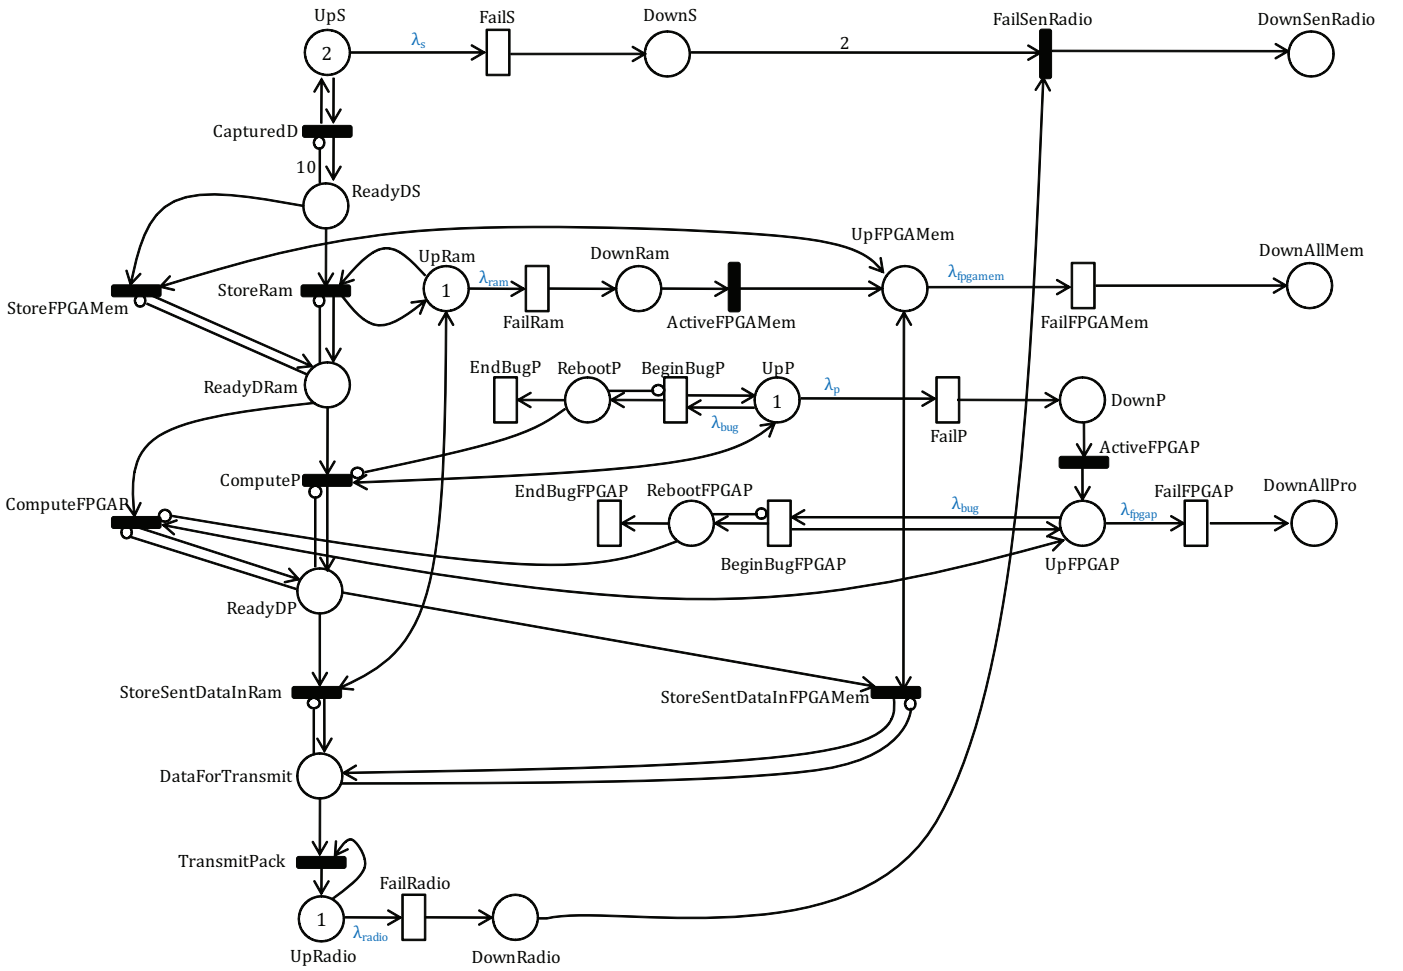 UpS
FailS
DownS
FailSenRadio
DownSenRadio
2
λs
2
CapturedD
10
ReadyDS
UpFPGAMem
UpRam
DownRam
DownAllMem
StoreFPGAMem
StoreRam
1
λram
FailRam
ActiveFPGAMem
λfpgamem
FailFPGAMem
ReadyDRam
EndBugP
RebootP
BeginBugP
UpP
1
λbug
λp
FailP
DownP
ActiveFPGAP
ComputeP
ComputeFPGAP
EndBugFPGAP
RebootFPGAP
BeginBugFPGAP
λbug
UpFPGAP
λfpgap
FailFPGAP
DownAllPro
ReadyDP
StoreSentDataInRam
StoreSentDataInFPGAMem
DataForTransmit
TransmitPack
FailRadio
1
λradio
UpRadio
DownRadio